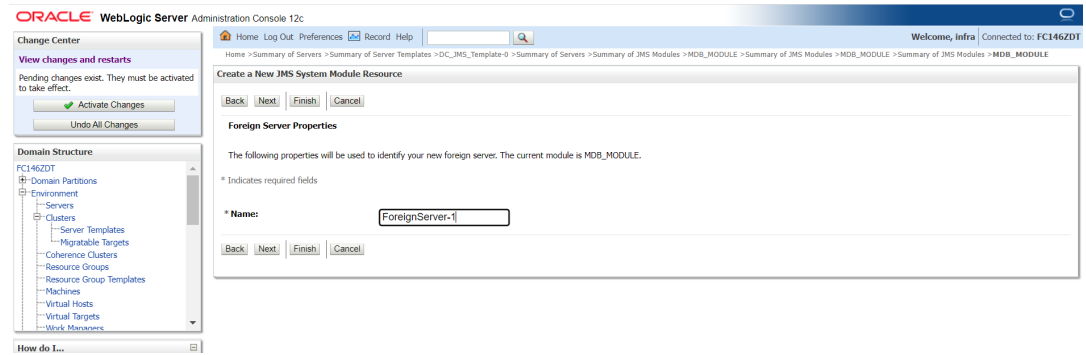 ORACLE WebLogic Server Administration Console 12c
Change Center
View changes and restarts
Pending changes exist. They must be activated
to take effect.
Activate Changes
Undo All Changes
Domain Structure
FC146ZDT
Domain Partitions
Environment
Servers
Clusters
Server Templates
Migratable Targets
Coherence Clusters
Resource Groups
Resource Group Templates
Machines
Virtual Hosts
Virtual Targets
Work Managers
How do I...
Home Log Out Preferences Record Help
Welcome, infra Connected to: FC146ZDT
Home >Summary of Servers >Summary of Server Templates >DC_JMS_Template-0 >Summary of Servers >Summary of JMS Modules >MDB_MODULE >Summary of JMS Modules >MDB_MODULE >Summary of JMS Modules >MDB_MODULE
Create a New JMS System Module Resource
Back Next Finish Cancel
Foreign Server Properties
The following properties will be used to identify your new foreign server. The current module is MDB_MODULE.
* Indicates required fields
* Name: ForeignServer-1
Back Next Finish Cancel